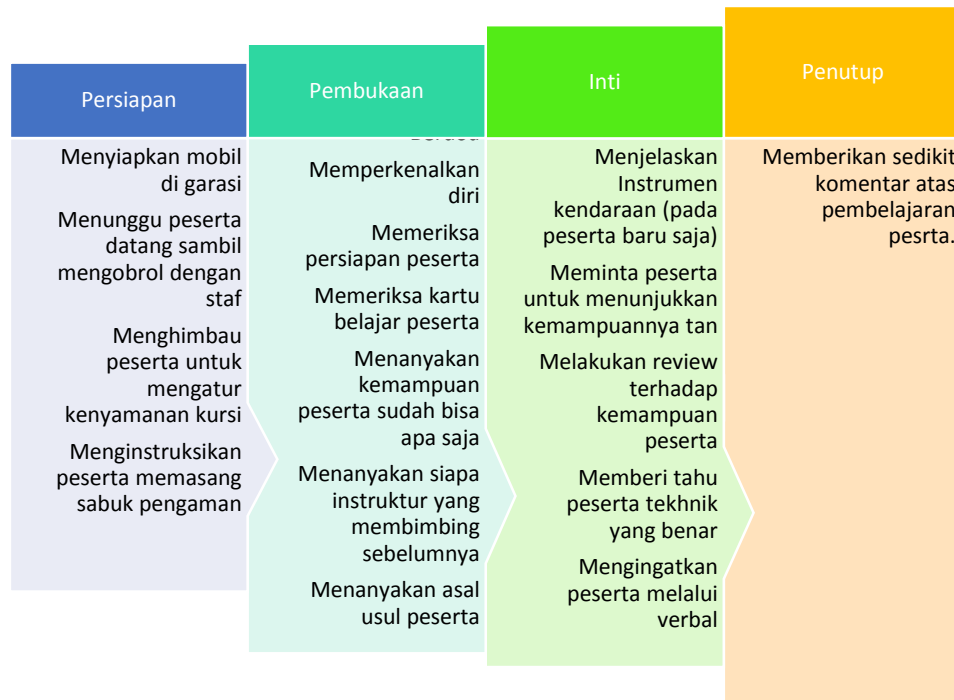 Persiapan
Menyiapkan mobil
di garasi
Menunggu peserta
datang sambil
mengobrol dengan
staf
Menghimbau
peserta untuk
mengatur
kenyamanan kursi
Menginstruksikan
peserta memasang
sabuk pengaman
Pembukaan
Memperkenalkan
diri
Memeriksa
persiapan peserta
Memeriksa kartu
belajar peserta
Menanyakan
kemampuan
peserta sudah bisa
apa saja
Menanyakan siapa
instruktur yang
membimbing
sebelumnya
Menanyakan asal
usul peserta
Inti
Menjelaskan
Instrumen
kendaraan (pada
peserta baru saja)
Meminta peserta
untuk menunjukkan
kemampuannya tan
Melakukan review
terhadap
kemampuan
peserta
Memberi tahu
peserta tekhnik
yang benar
Mengingatkan
peserta melalui
verbal
Penutup
Memberikan sedikit
komentar atas
pembelajaran
pesrta.